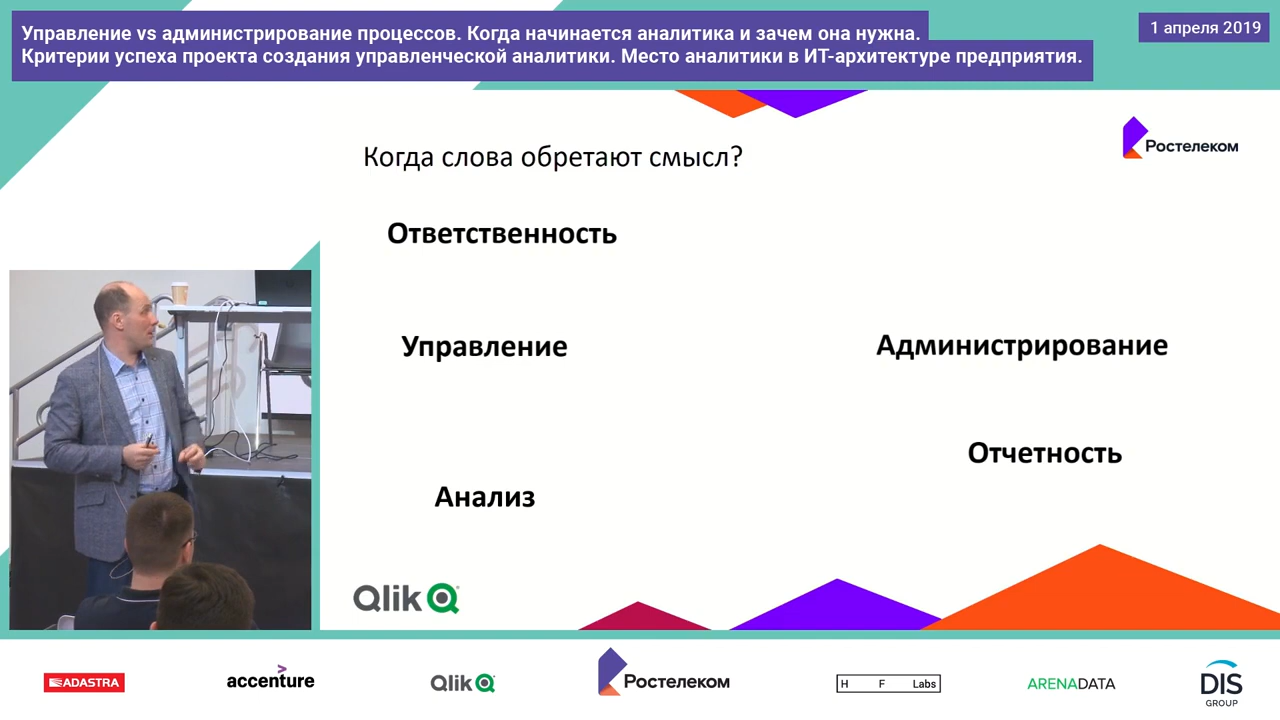 Управление vs администрирование процессов. Когда начинается аналитика и зачем она нужна.
Критерии успеха проекта создания управленческой аналитики. Место аналитики в ИТ-архитектуре предприятия.
1 апреля 2019
Ростелеком
Когда слова обретают смысл?
Ответственность
Управление
Администрирование
Отчетность
Анализ
Qlik
ADASTRA
accenture
Qlik
Ростелеком
H F Labs
ARENADATA
DIS
GROUP